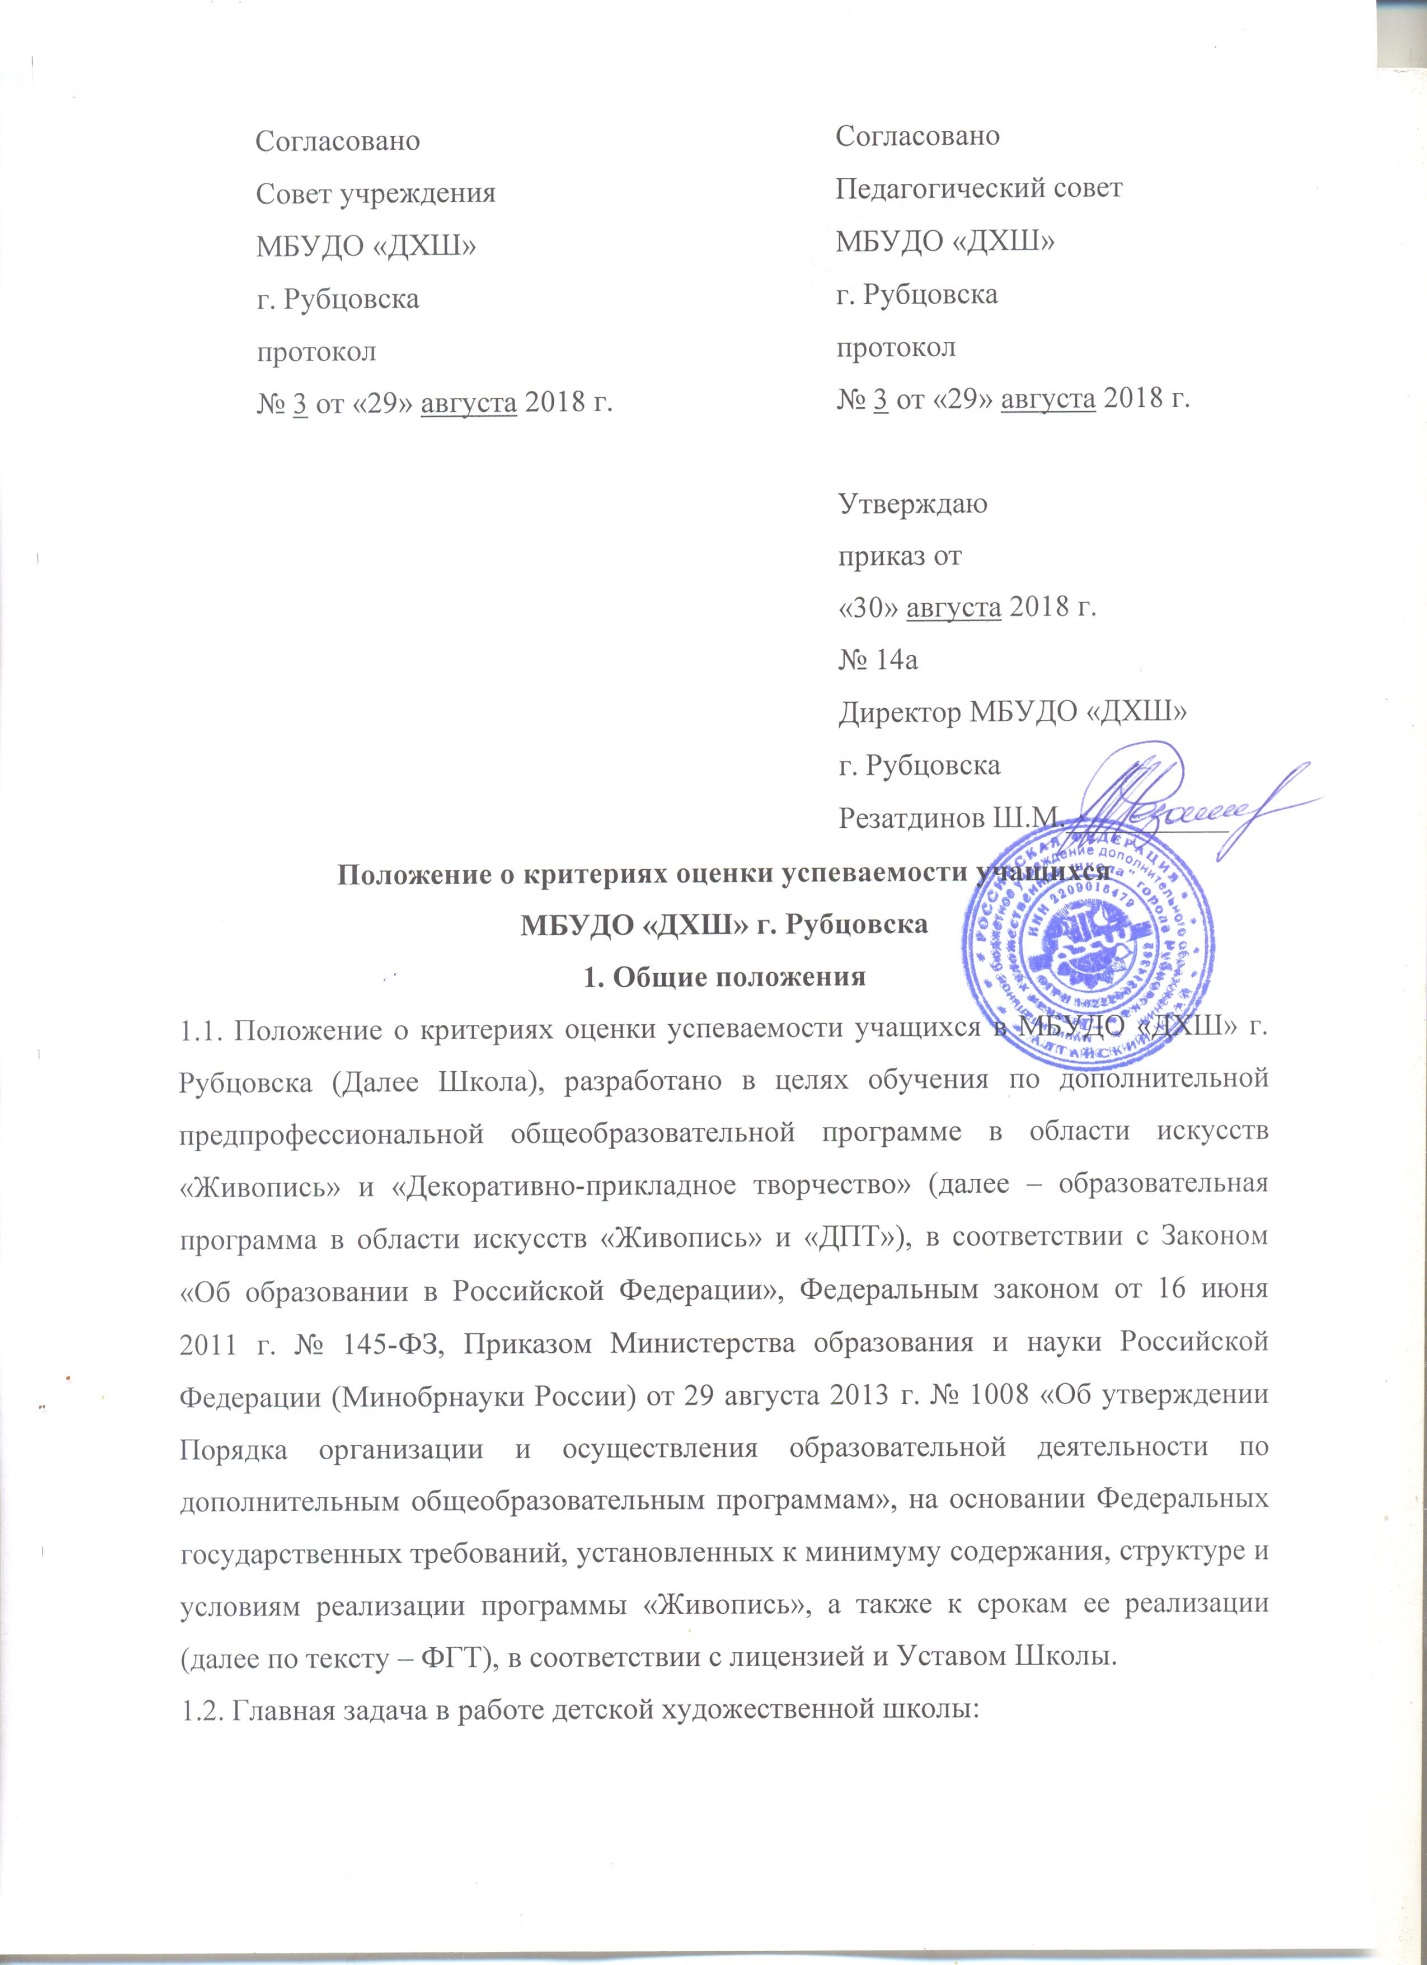 Согласовано
Совет учреждения
МБУДО «ДХШ»
г. Рубцовска
протокол
№ 3 от «29» августа 2018 г.
Согласовано
Педагогический совет
МБУДО «ДХШ»
г. Рубцовска
протокол
№ 3 от «29» августа 2018 г.
Утверждаю
приказ от
«30» августа 2018 г.
№ 14а
Директор МБУДО «ДХШ»
г. Рубцовска
Резатдинов Ш.М.
РОССИЙСКАЯ ФЕДЕРАЦИЯ
АЛТАЙСКИЙ КРАЙ
Положение о критериях оценки успеваемости учащихся
МБУДО «ДХШ» г. Рубцовска
1. Общие положения
1.1. Положение о критериях оценки успеваемости учащихся в МБУДО «ДХШ» г.
Рубцовска (Далее Школа), разработано в целях обучения по дополнительной
предпрофессиональной общеобразовательной программе в области искусств
«Живопись» и «Декоративно-прикладное творчество» (далее – образовательная
программа в области искусств «Живопись» и «ДПТ»), в соответствии с Законом
«Об образовании в Российской Федерации», Федеральным законом от 16 июня
2011 г. № 145-ФЗ, Приказом Министерства образования и науки Российской
Федерации (Минобрнауки России) от 29 августа 2013 г. № 1008 «Об утверждении
Порядка организации и осуществления образовательной деятельности по
дополнительным общеобразовательным программам», на основании Федеральных
государственных требований, установленных к минимуму содержания, структуре и
условиям реализации программы «Живопись», а также к срокам ее реализации
(далее по тексту – ФГТ), в соответствии с лицензией и Уставом Школы.
1.2. Главная задача в работе детской художественной школы: